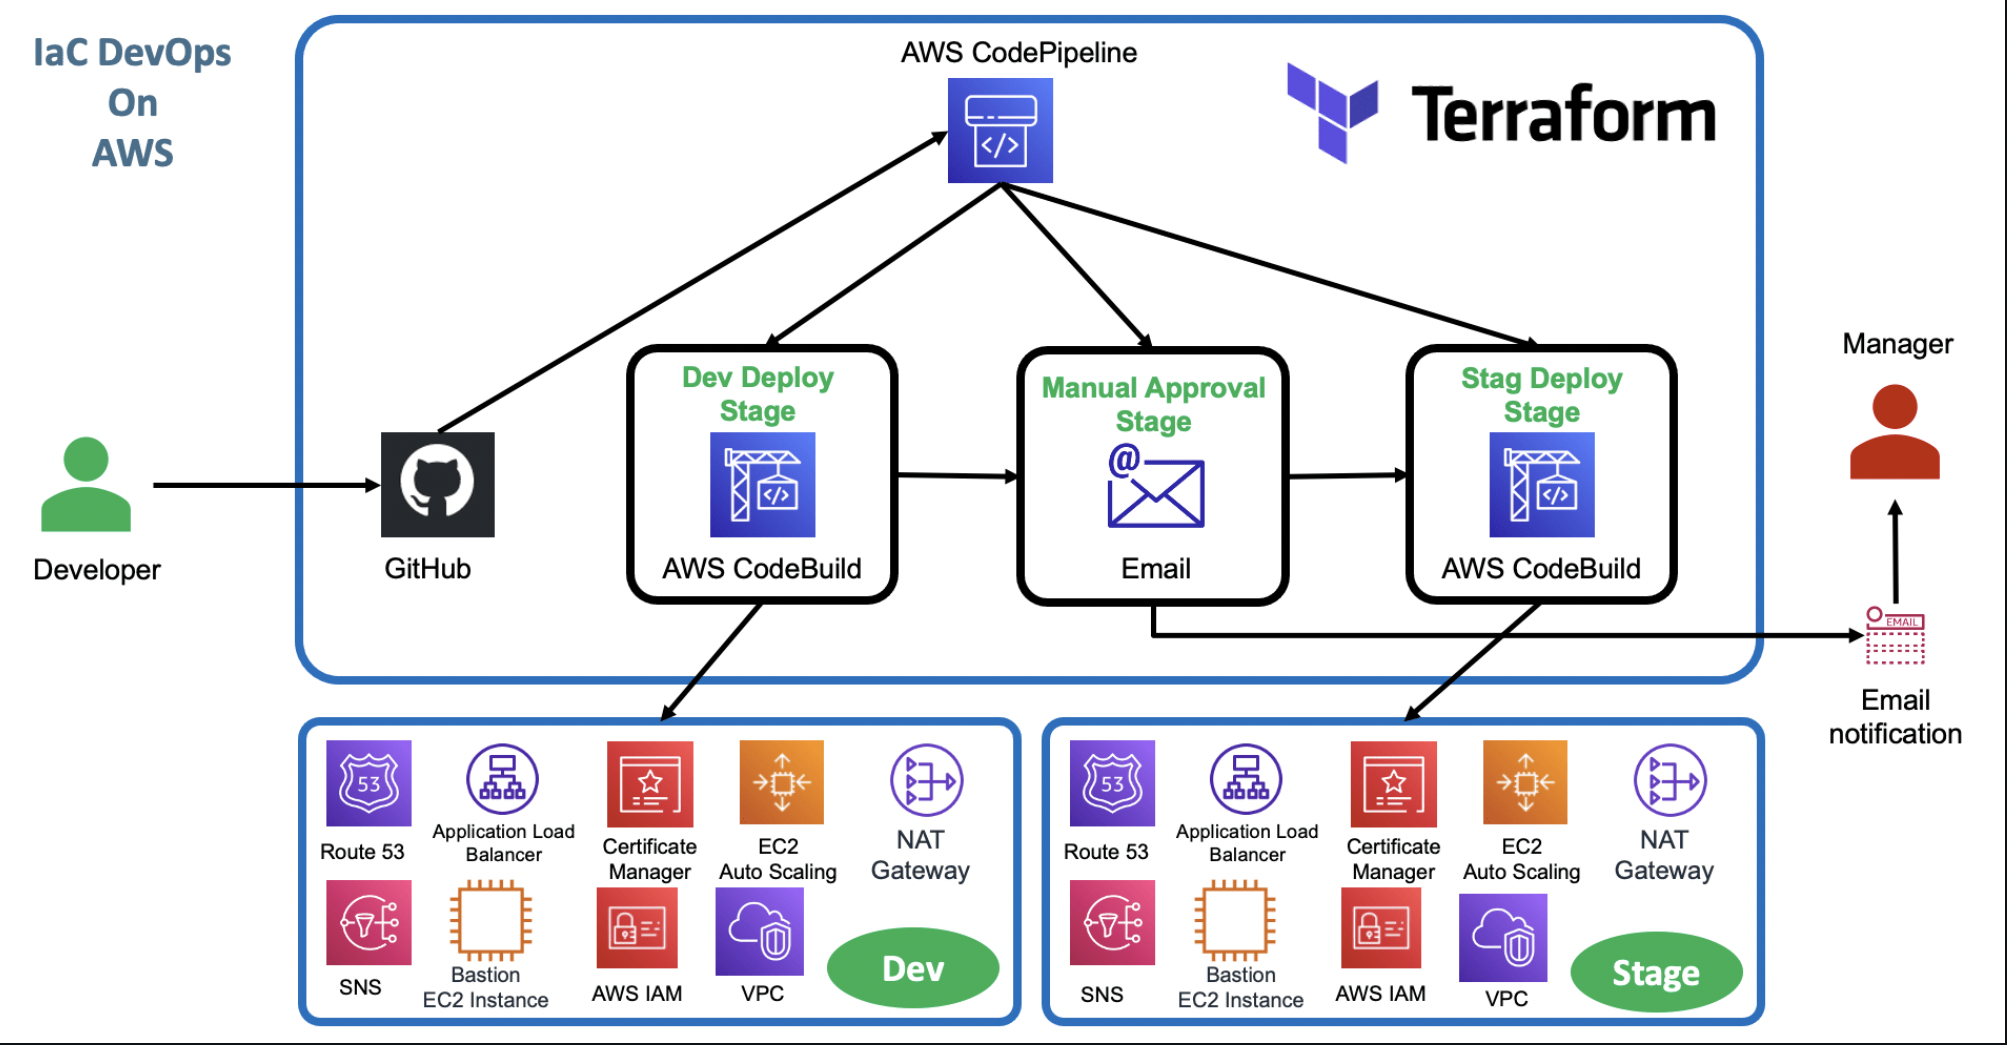 IaC DevOps
On
AWS
AWS CodePipeline
</>
Terraform
Manager
Dev Deploy
Stage
</>
AWS CodeBuild
Manual Approval
Stage
@
Email
Stag Deploy
Stage
</>
AWS CodeBuild
Developer
GitHub
EMAIL
Email
notification
53
Route 53
Application Load
Balancer
Certificate
Manager
EC2
Auto Scaling
NAT
Gateway
SNS
Bastion
EC2 Instance
AWS IAM
VPC
Dev
53
Route 53
Application Load
Balancer
Certificate
Manager
EC2
Auto Scaling
NAT
Gateway
SNS
Bastion
EC2 Instance
AWS IAM
VPC
Stage